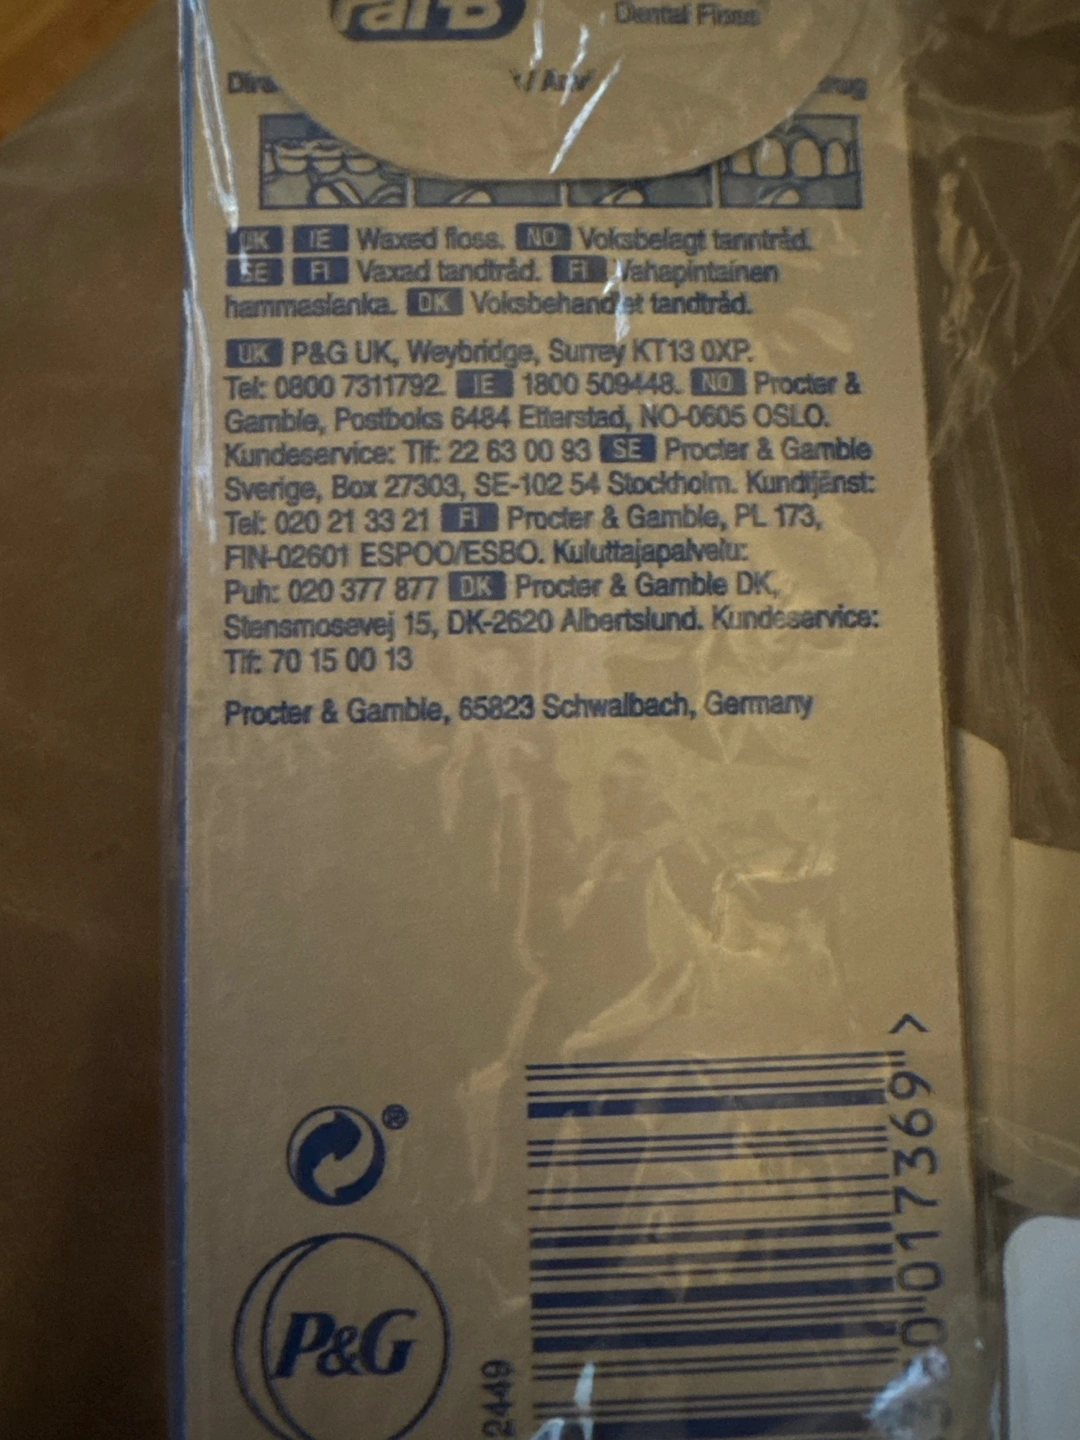 Dental Floss
UK IE Waxed floss. NO Voksbelagt tanntråd.
SE FI Vaxad tandtråd. FI Vahapintainen
hammaslanka. DK Voksbehandlet tandtråd.
UK P&G UK, Weybridge, Surrey KT13 0XP.
Tel: 0800 7311792. IE 1800 509448. NO Procter &
Gamble, Postboks 6484 Etterstad, NO-0605 OSLO.
Kundeservice: Tlf: 22 63 00 93 SE Procter & Gamble
Sverige, Box 27303, SE-102 54 Stockholm. Kundtjänst:
Tel: 020 21 33 21 FI Procter & Gamble, PL 173,
FIN-02601 ESPOO/ESBO. Kuluttajapalvelu:
Puh: 020 377 877 DK Procter & Gamble DK,
Stensmosevej 15, DK-2620 Albertslund. Kundeservice:
Tlf: 70 15 00 13
Procter & Gamble, 65823 Schwalbach, Germany
®
P&G
2449
017369 >